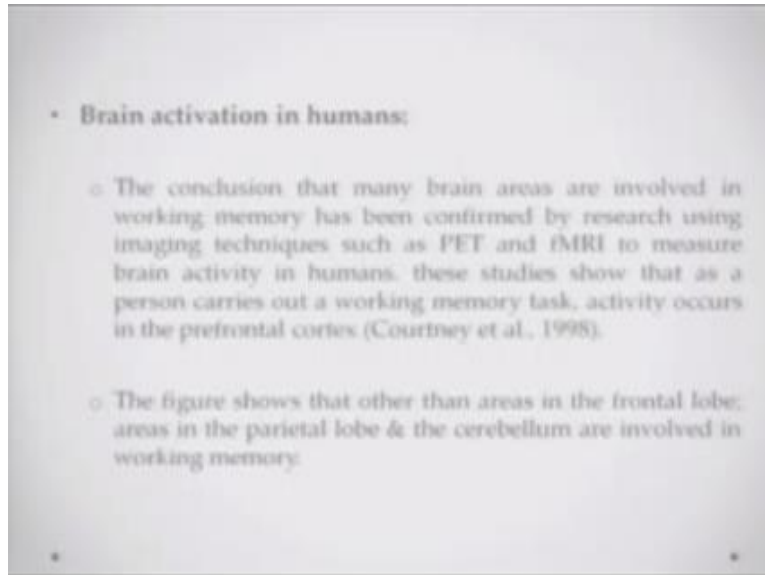 • Brain activation in humans:
o The conclusion that many brain areas are involved in
working memory has been confirmed by research using
imaging techniques such as PET and fMRI to measure
brain activity in humans. these studies show that as a
person carries out a working memory task, activity occurs
in the prefrontal cortex (Courtney et al., 1998).
o The figure shows that other than areas in the frontal lobe;
areas in the parietal lobe & the cerebellum are involved in
working memory.